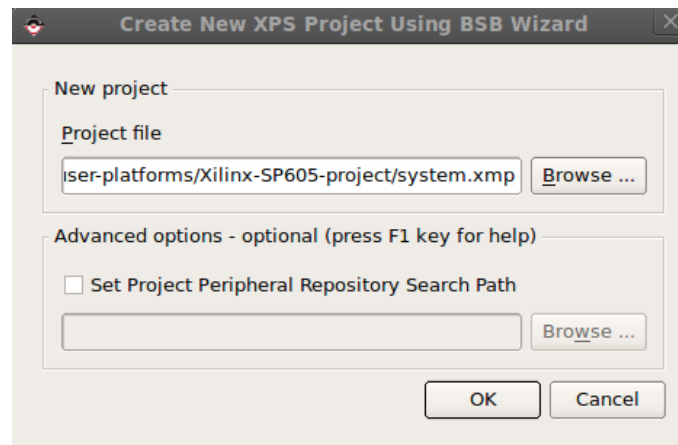 Create New XPS Project Using BSB Wizard
New project
Project file
ser-platforms/Xilinx-SP605-project/system.xmp
Browse ...
Advanced options - optional (press F1 key for help)
Set Project Peripheral Repository Search Path
Browse ...
OK
Cancel